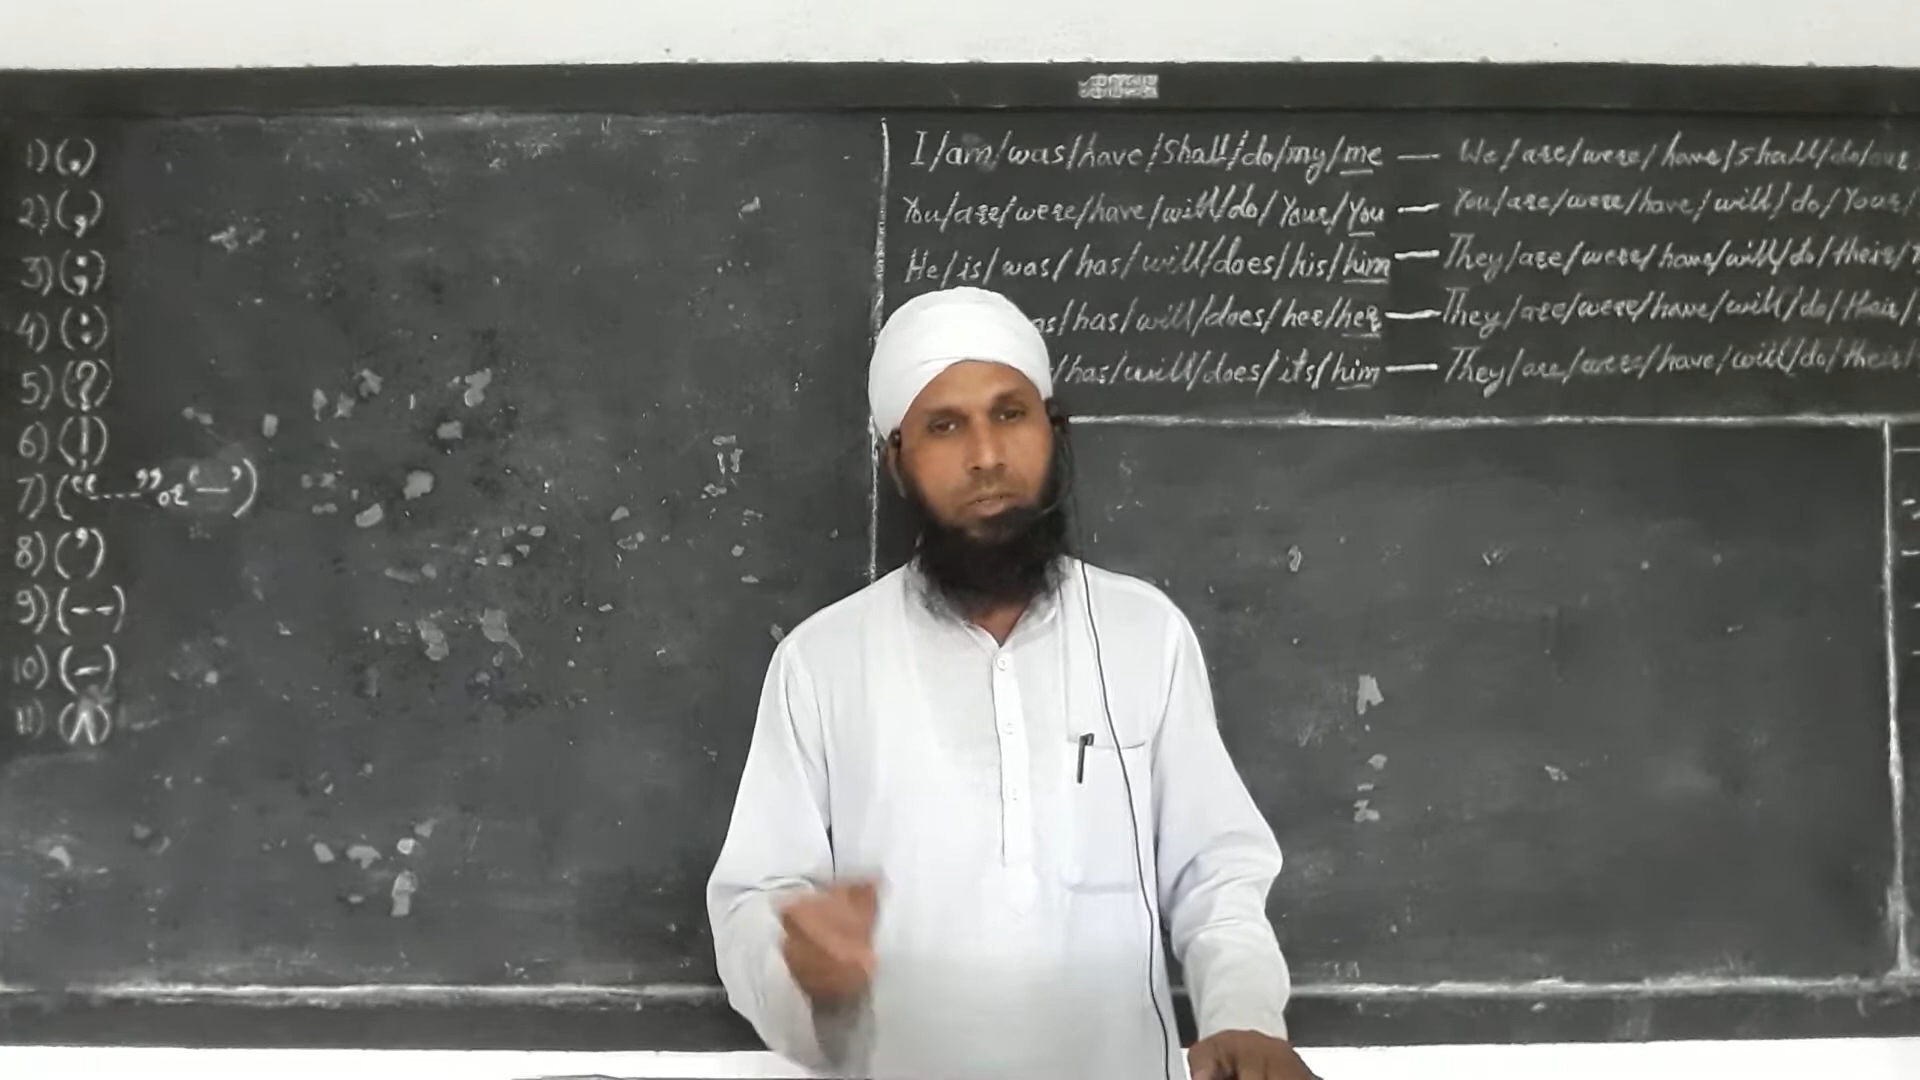 1) (.)
2) (,)
3) (;)
4) (:)
5) (?)
6) (!)
7) ("----" or '—')
8) (')
9) (--)
10) (-)
11) (∧)
I/am/was/have/shall/do/my/me — We/are/were/have/shall/do/our
You/are/were/have/will/do/Your/You — You/are/were/have/will/do/Your/
He/is/was/has/will/does/his/him — They/are/were/have/will/do/their/
as/has/will/does/her/her — They/are/were/have/will/do/their/
/has/will/does/its/him — They/are/were/have/will/do/their/